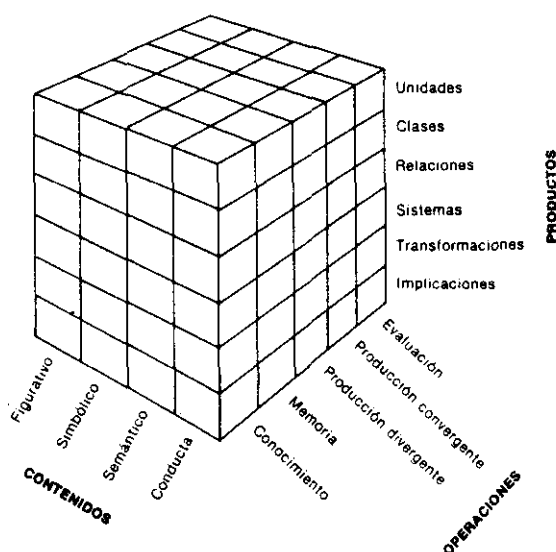 Unidades
Clases
Relaciones
Sistemas
Transformaciones
Implicaciones
PRODUCTOS
Figurativo
Simbólico
Semántico
Conducta
CONTENIDOS
Conocimiento
Memoria
Producción divergente
Producción convergente
Evaluación
OPERACIONES